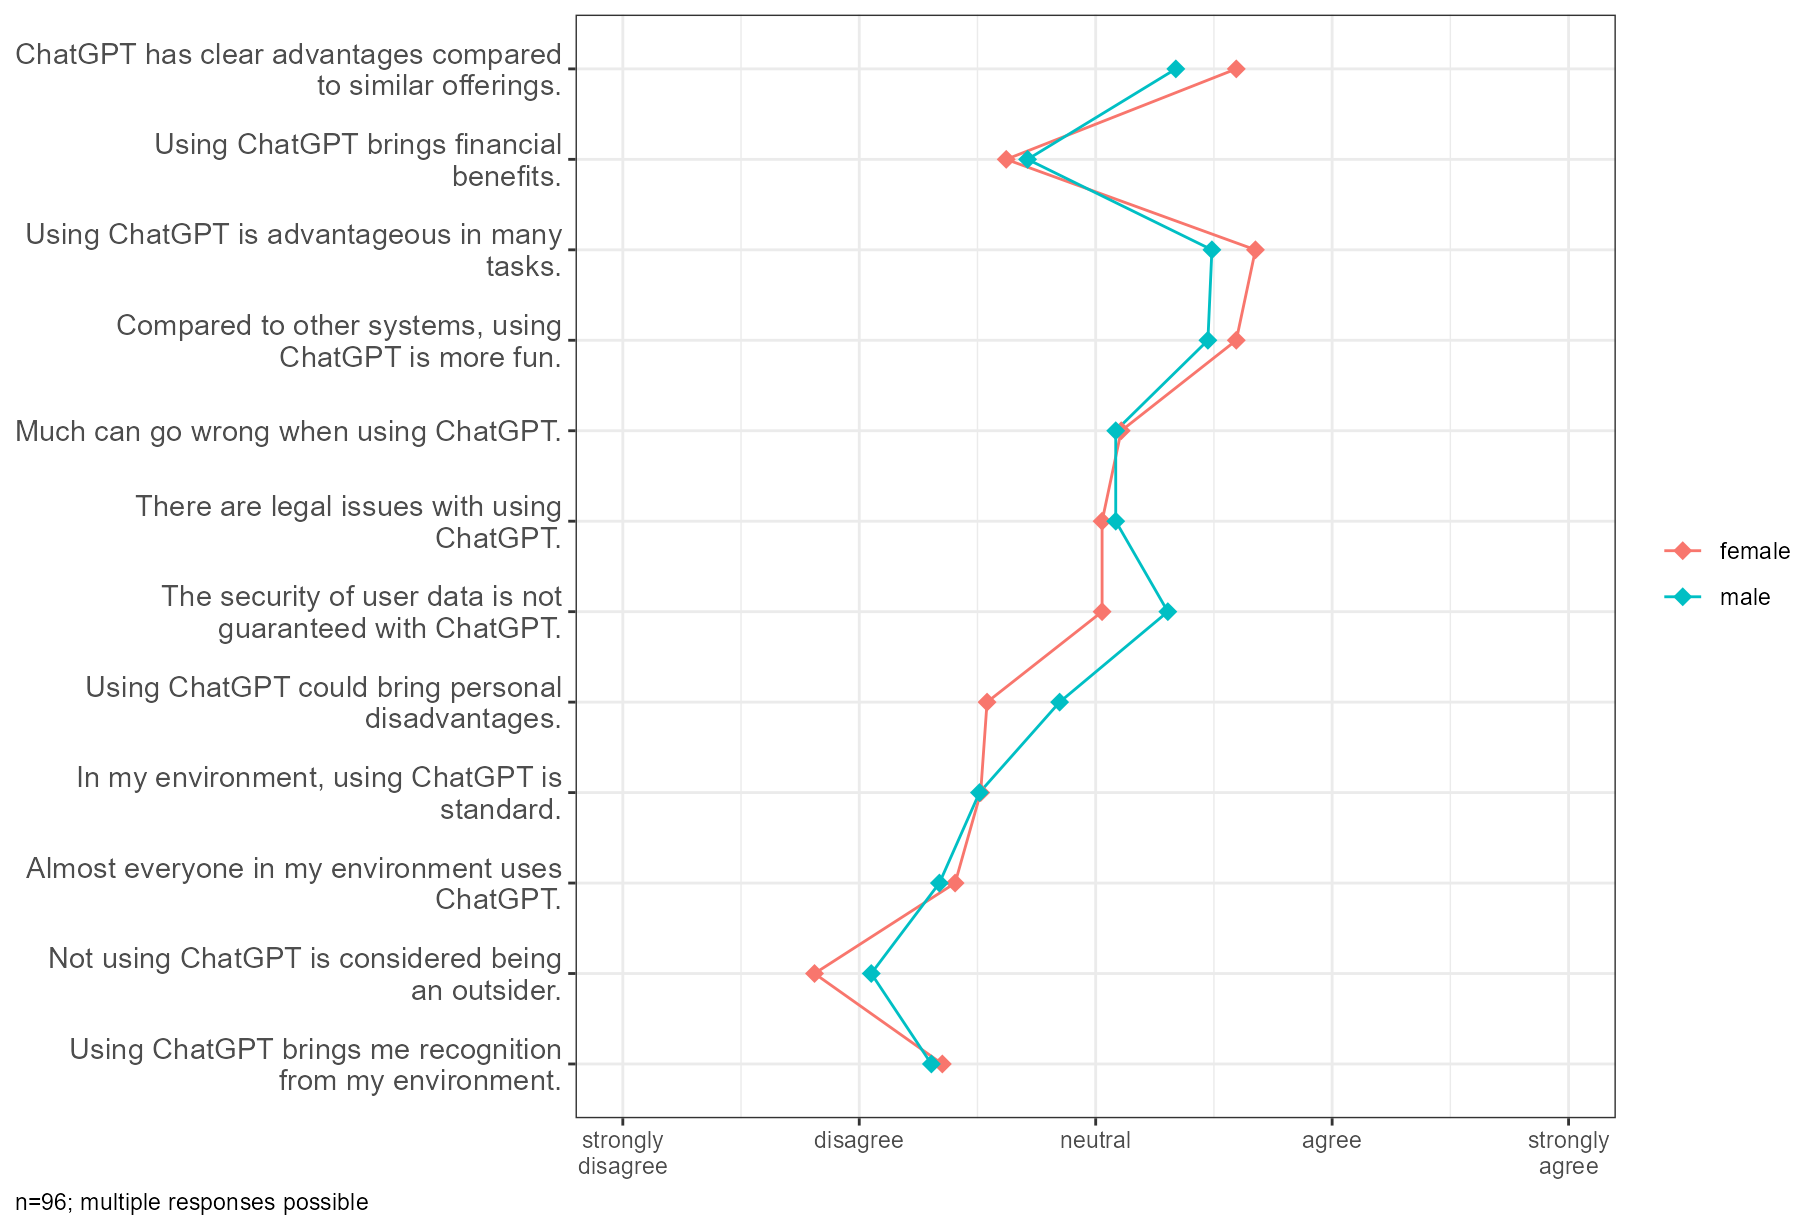 ChatGPT has clear advantages compared
to similar offerings.
Using ChatGPT brings financial
benefits.
Using ChatGPT is advantageous in many
tasks.
Compared to other systems, using
ChatGPT is more fun.
Much can go wrong when using ChatGPT.
There are legal issues with using
ChatGPT.
The security of user data is not
guaranteed with ChatGPT.
Using ChatGPT could bring personal
disadvantages.
In my environment, using ChatGPT is
standard.
Almost everyone in my environment uses
ChatGPT.
Not using ChatGPT is considered being
an outsider.
Using ChatGPT brings me recognition
from my environment.
strongly
disagree
disagree
neutral
agree
strongly
agree
female
male
n=96; multiple responses possible